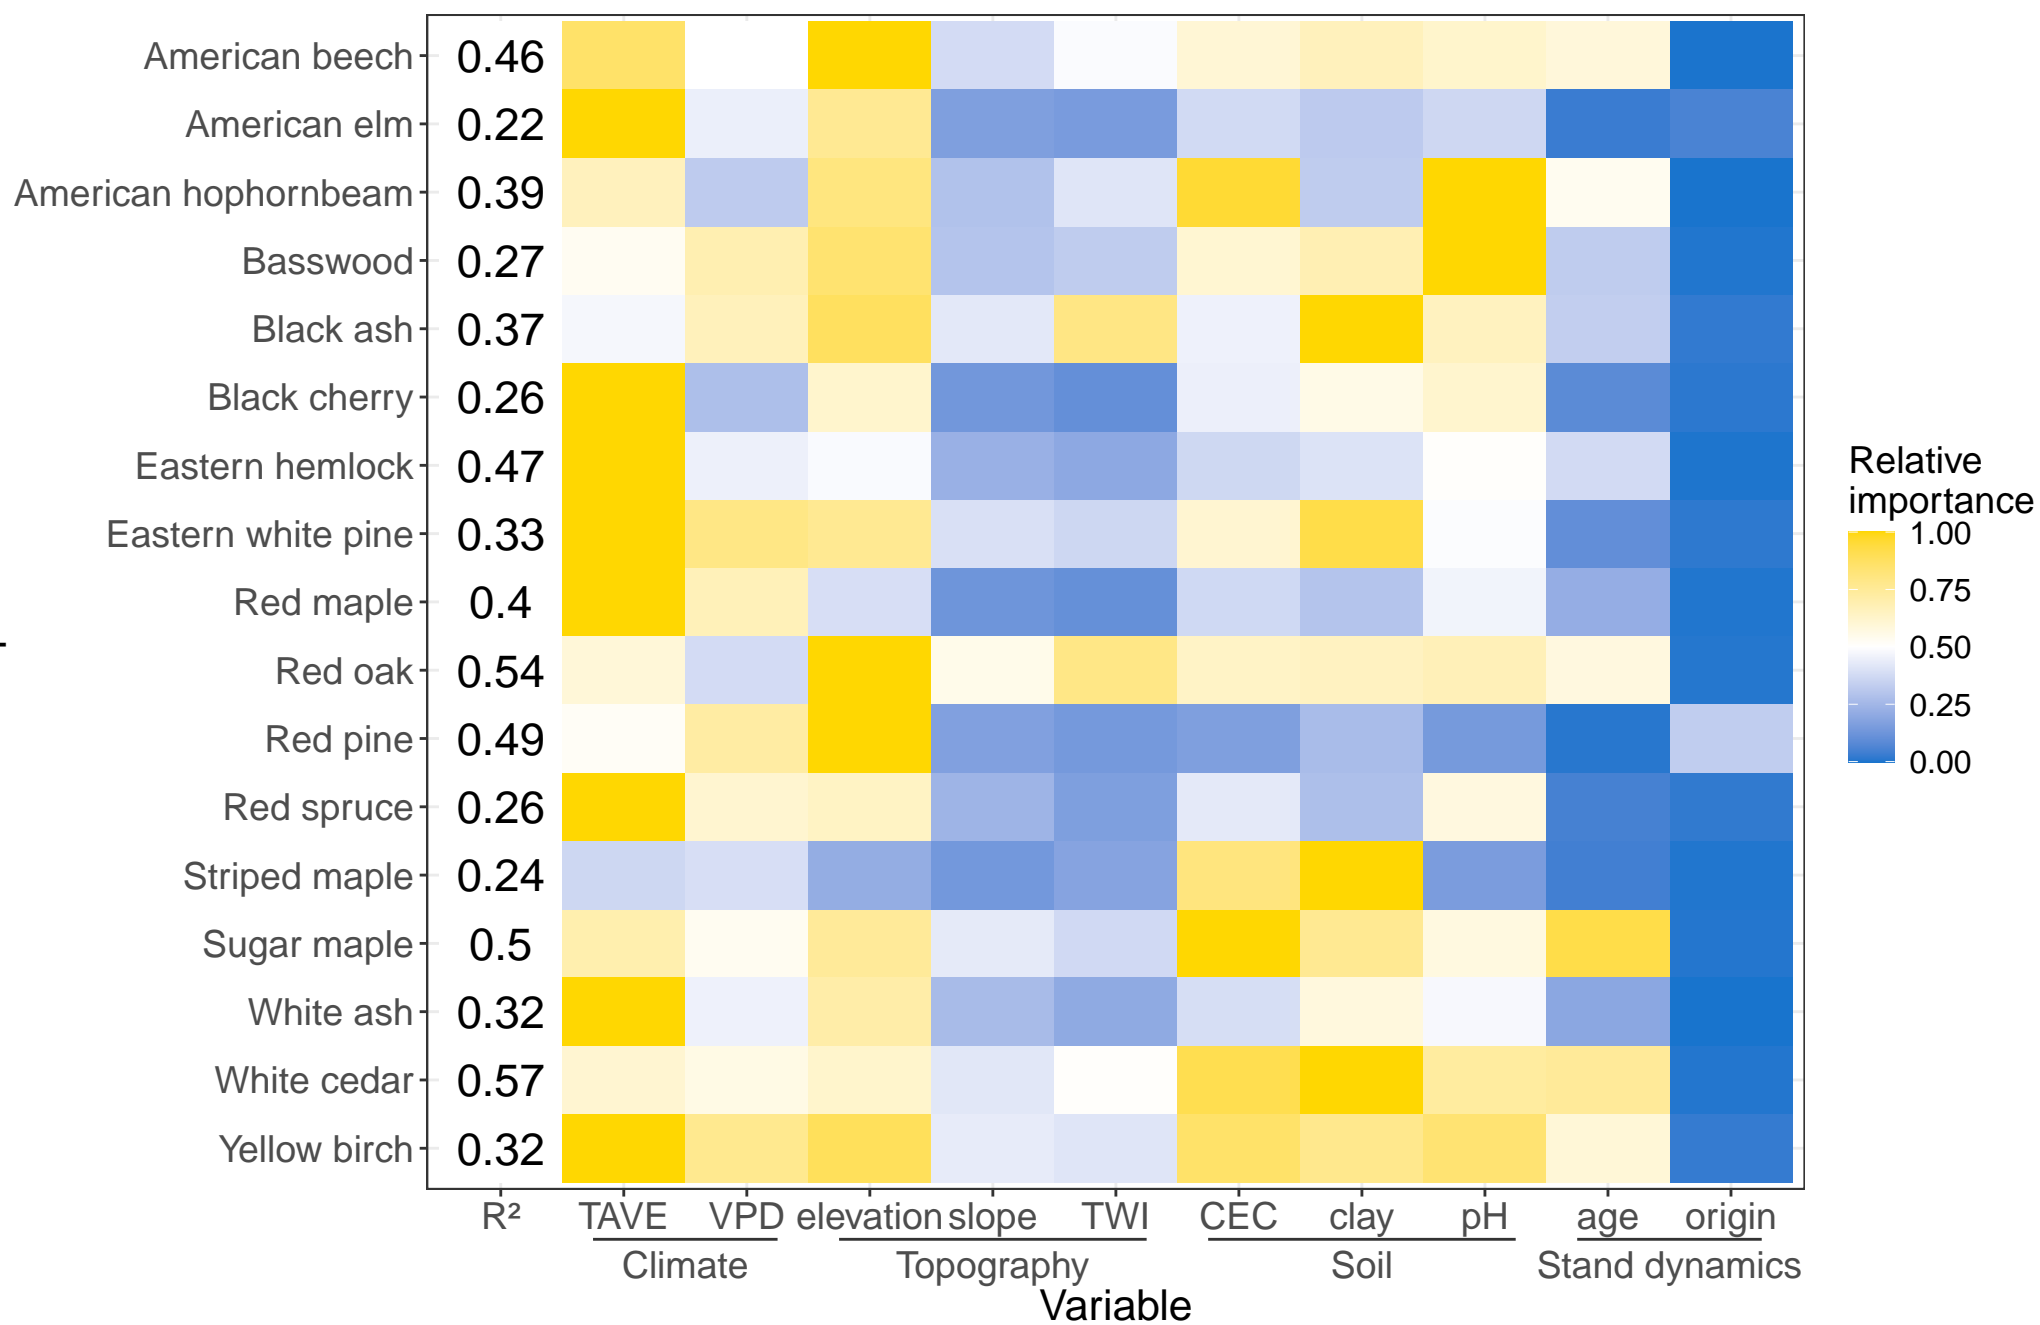 American beech 0.46
American elm 0.22
American hophornbeam 0.39
Basswood 0.27
Black ash 0.37
Black cherry 0.26
Eastern hemlock 0.47
Eastern white pine 0.33
Red maple 0.4
Red oak 0.54
Red pine 0.49
Red spruce 0.26
Striped maple 0.24
Sugar maple 0.5
White ash 0.32
White cedar 0.57
Yellow birch 0.32
R² TAVE VPD elevation slope TWI CEC clay pH age origin
Climate Topography Soil Stand dynamics
Variable
Relative
importance
1.00
0.75
0.50
0.25
0.00